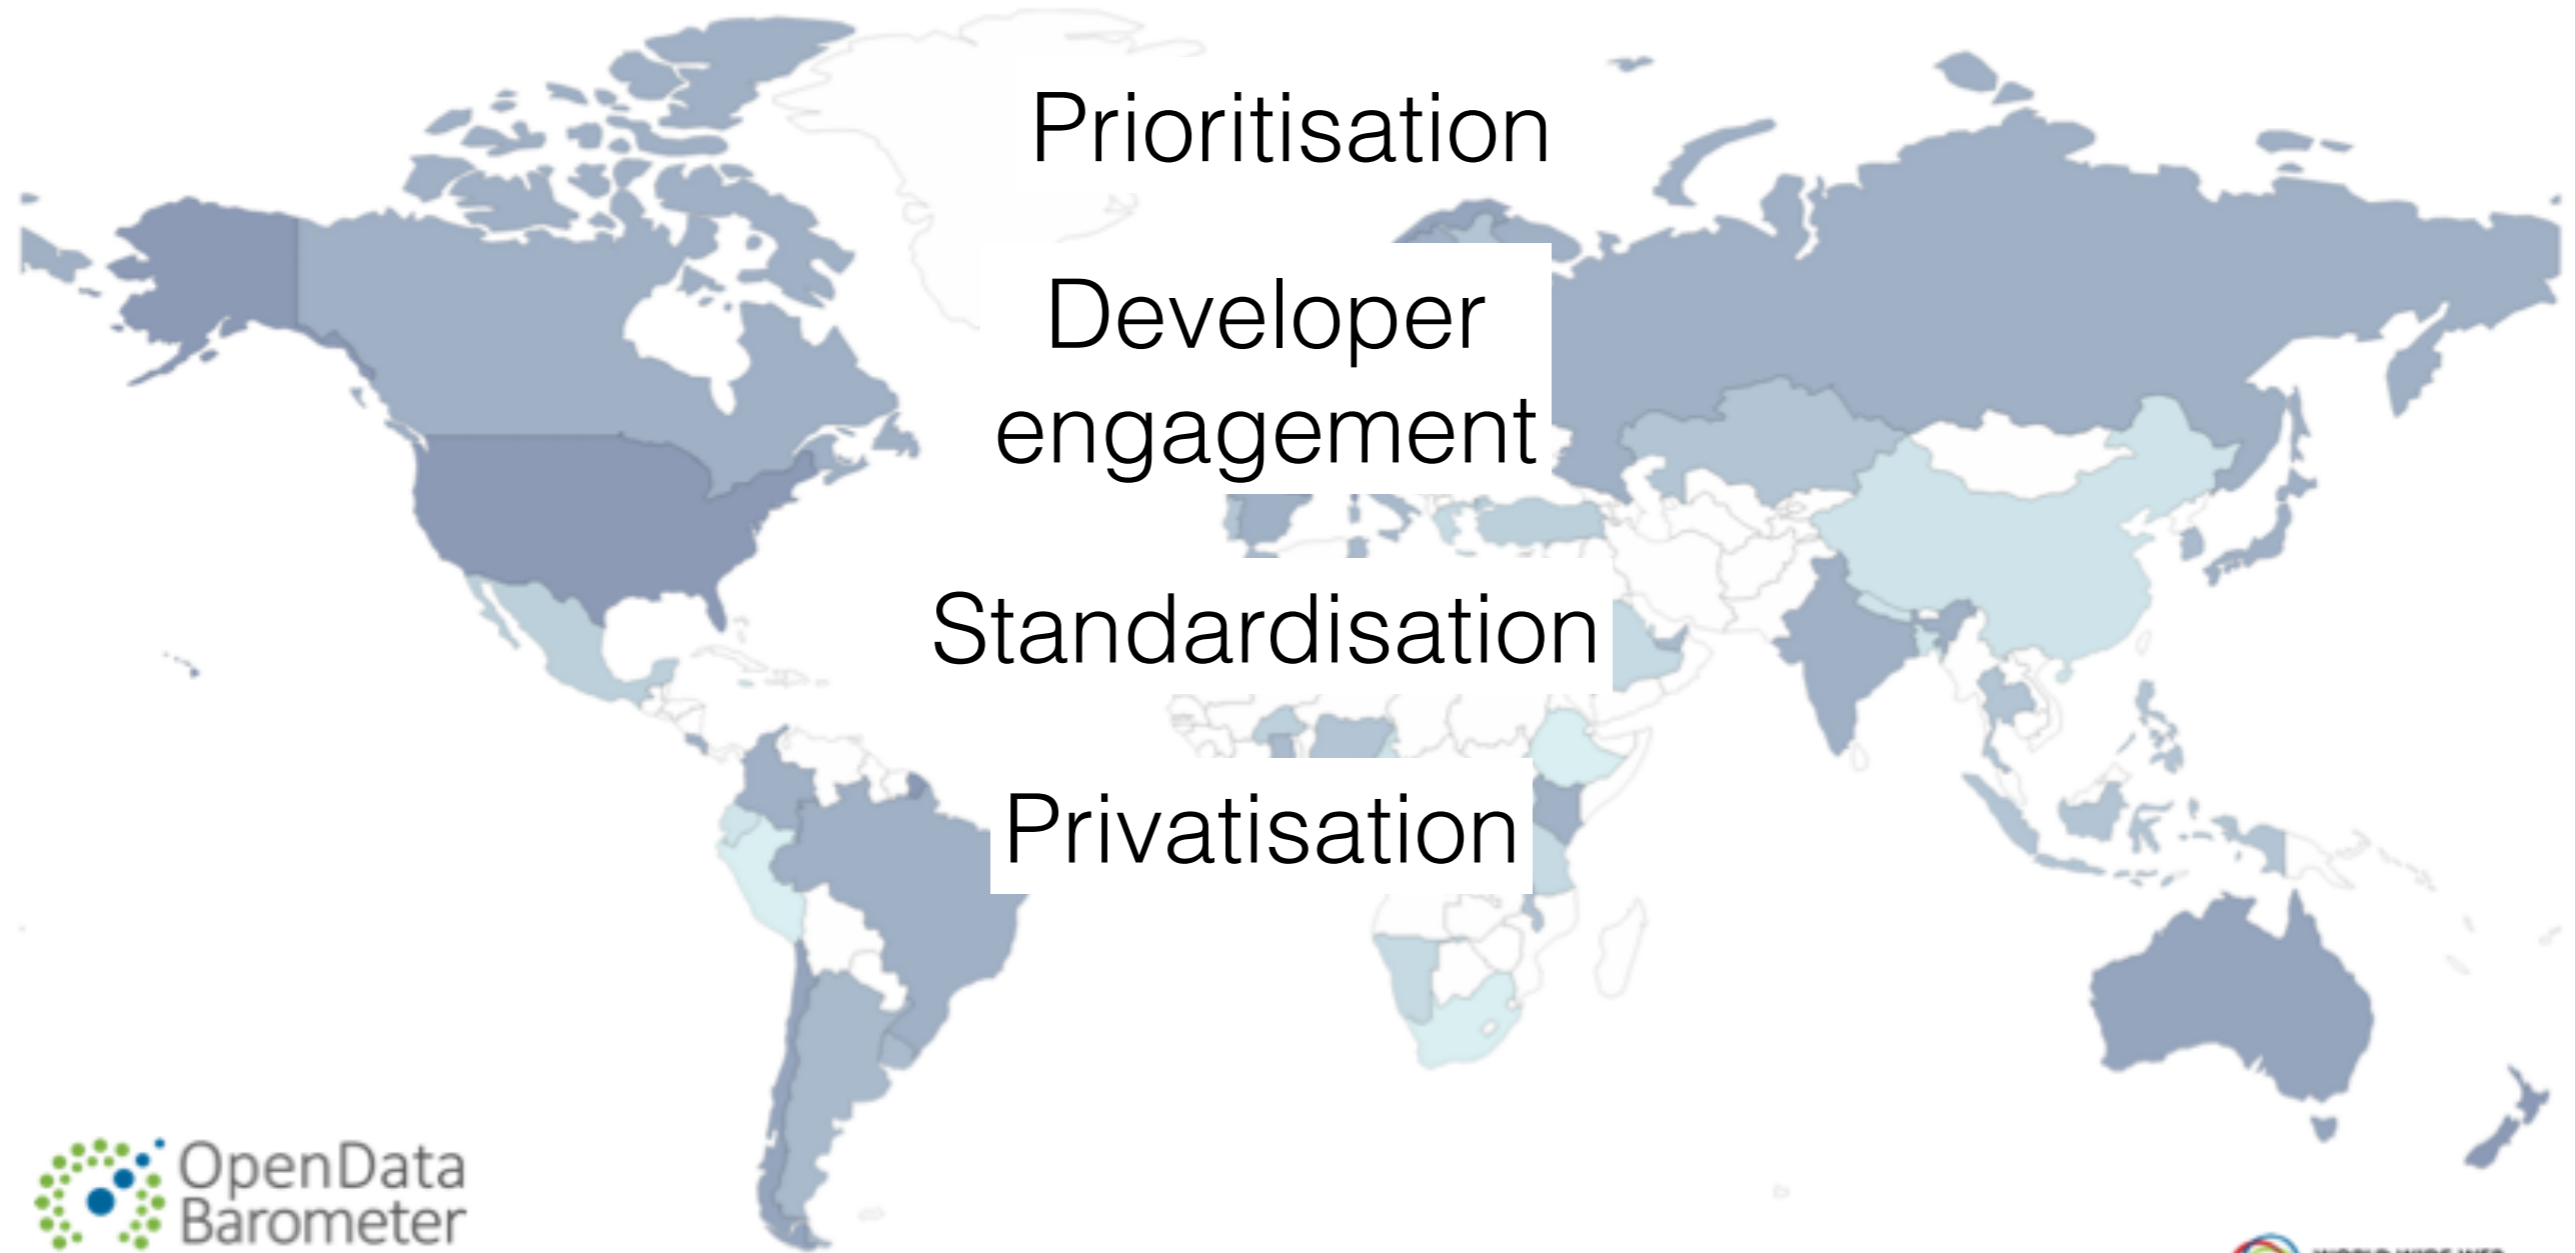 Prioritisation
Developer
engagement
Standardisation
Privatisation
OpenData
Barometer